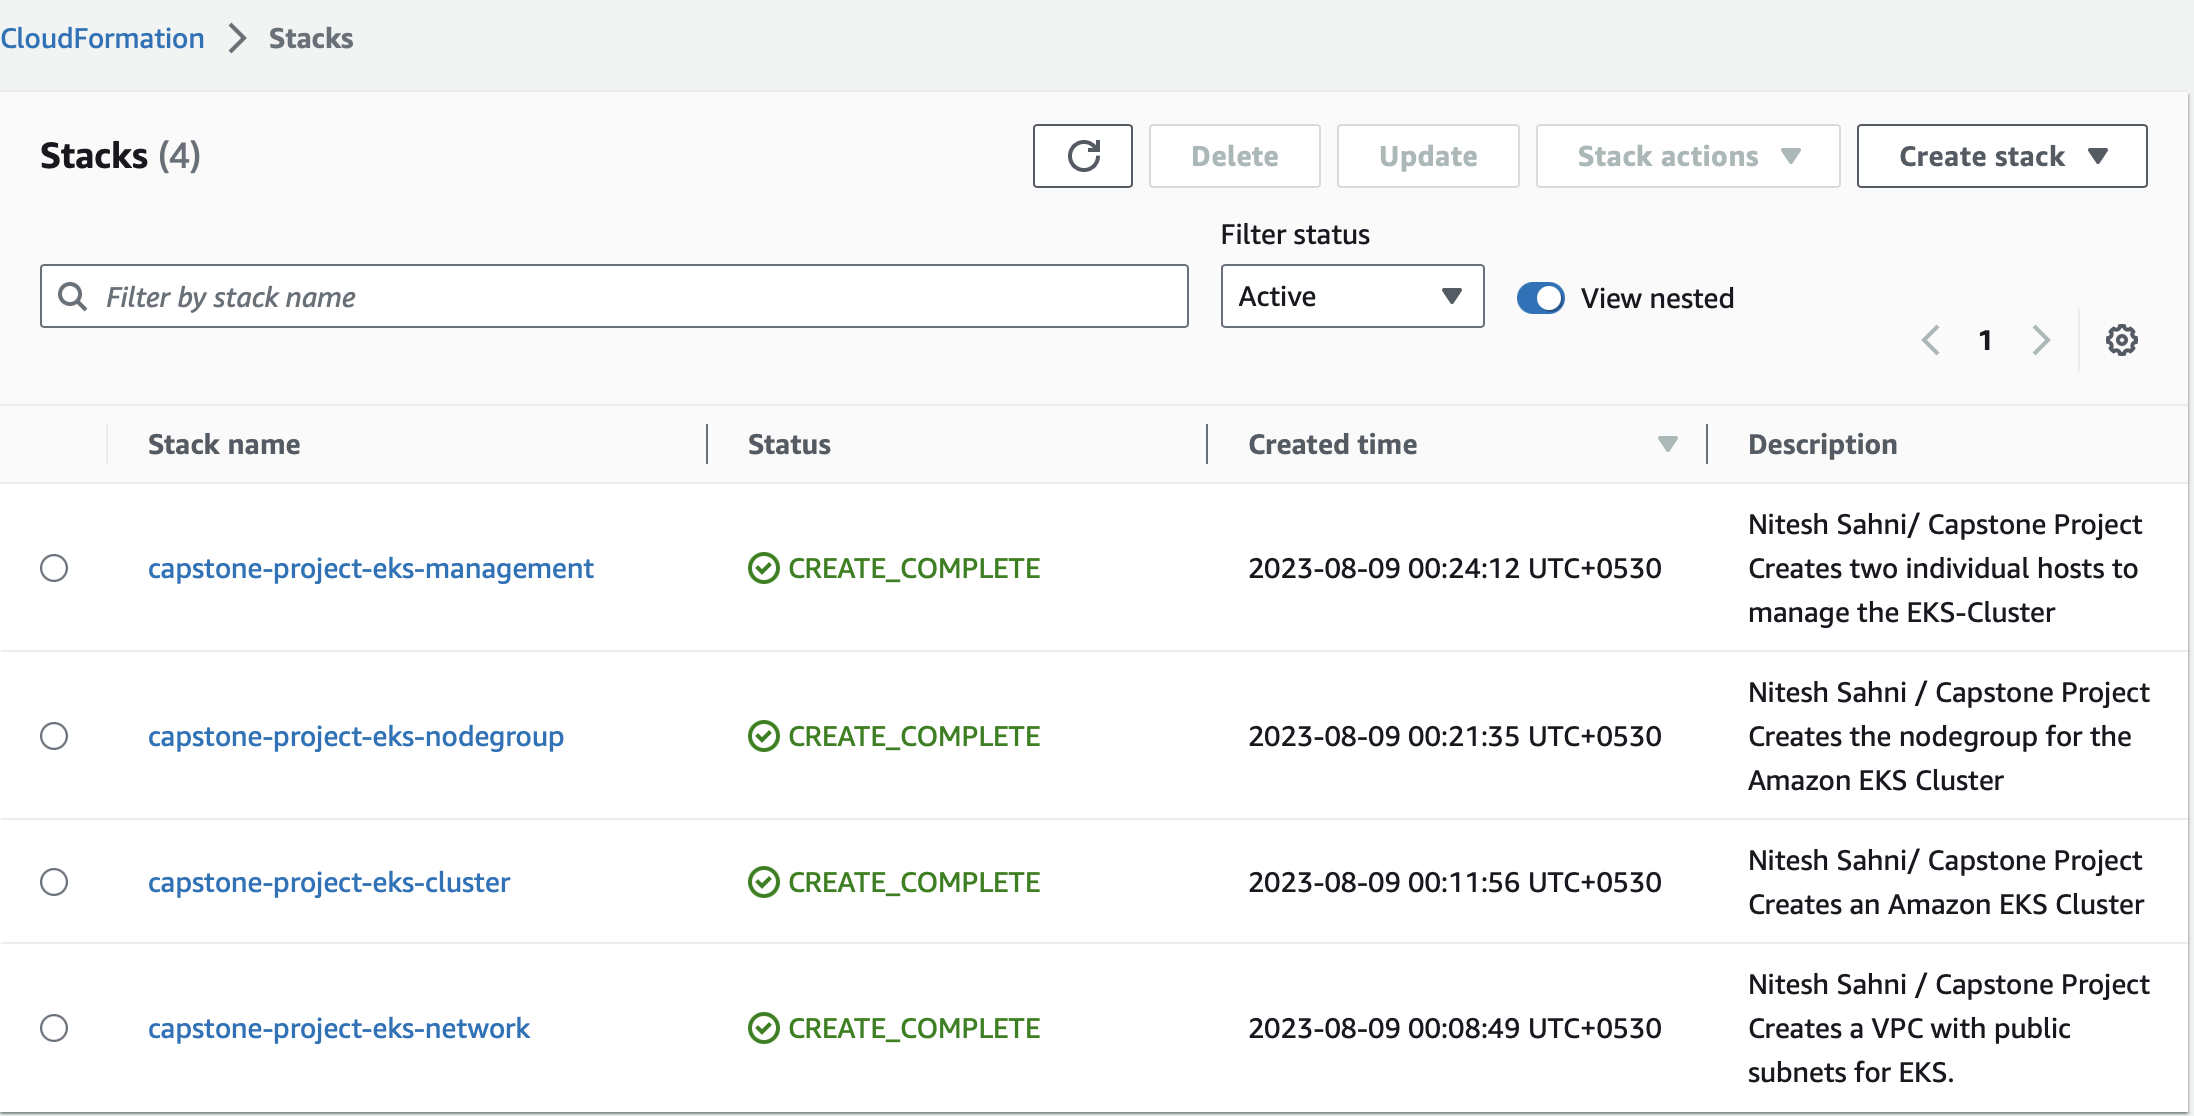 CloudFormation > Stacks
Stacks (4)
Delete
Update
Stack actions
Create stack
Filter status
Filter by stack name
Active
View nested
1
Stack name
Status
Created time
Description
capstone-project-eks-management
CREATE_COMPLETE
2023-08-09 00:24:12 UTC+0530
Nitesh Sahni/ Capstone Project
Creates two individual hosts to
manage the EKS-Cluster
capstone-project-eks-nodegroup
CREATE_COMPLETE
2023-08-09 00:21:35 UTC+0530
Nitesh Sahni / Capstone Project
Creates the nodegroup for the
Amazon EKS Cluster
capstone-project-eks-cluster
CREATE_COMPLETE
2023-08-09 00:11:56 UTC+0530
Nitesh Sahni/ Capstone Project
Creates an Amazon EKS Cluster
capstone-project-eks-network
CREATE_COMPLETE
2023-08-09 00:08:49 UTC+0530
Nitesh Sahni / Capstone Project
Creates a VPC with public
subnets for EKS.